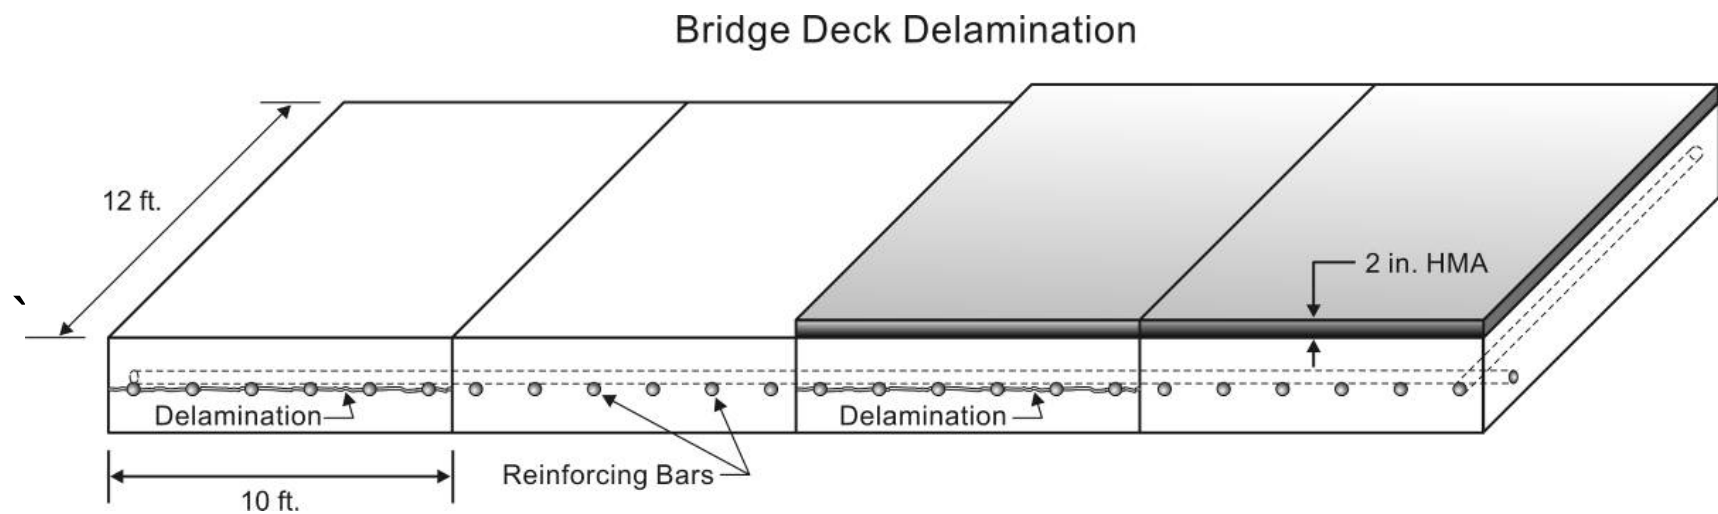 Bridge Deck Delamination
12 ft.
2 in. HMA
Delamination
Delamination
Reinforcing Bars
10 ft.